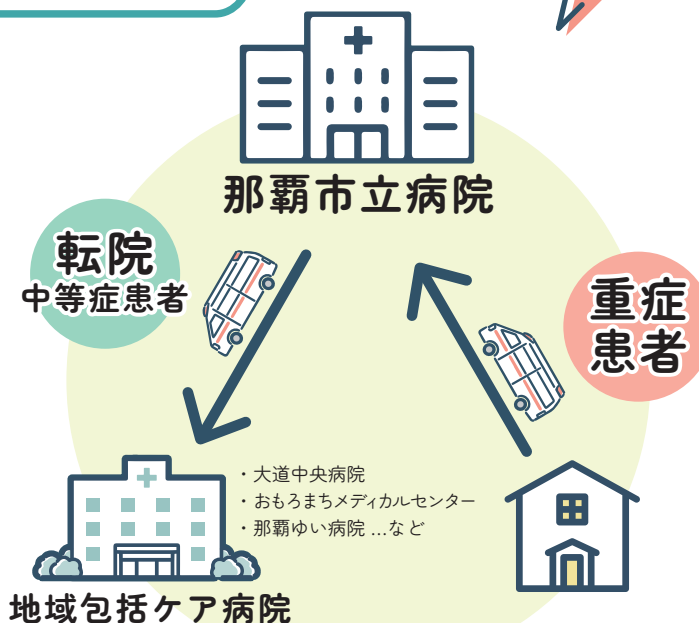 那覇市立病院
転院
中等症患者
重症
患者
・大道中央病院
・おもろまちメディカルセンター
・那覇ゆい病院 …など
地域包括ケア病院